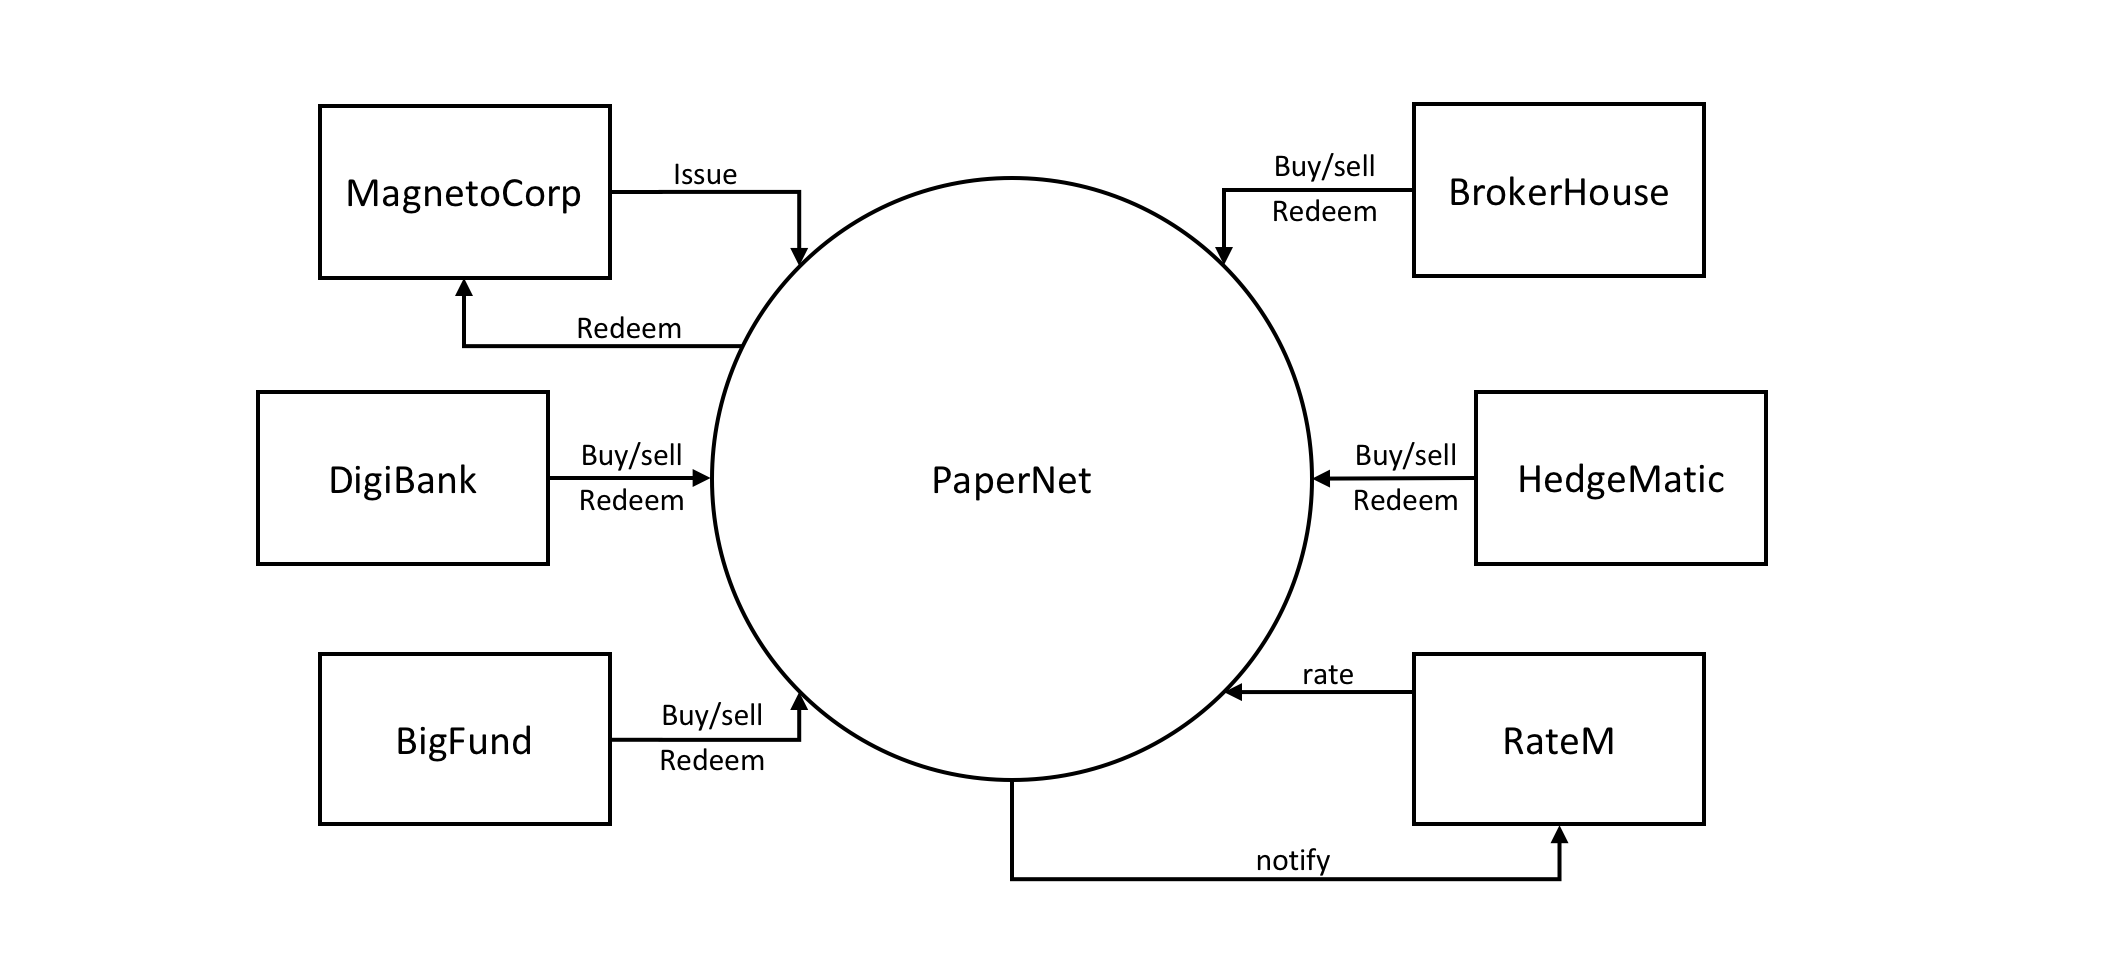 MagnetoCorp
Issue
Redeem
Buy/sell
Redeem
BrokerHouse
DigiBank
Buy/sell
Redeem
PaperNet
Buy/sell
Redeem
HedgeMatic
BigFund
Buy/sell
Redeem
rate
RateM
notify